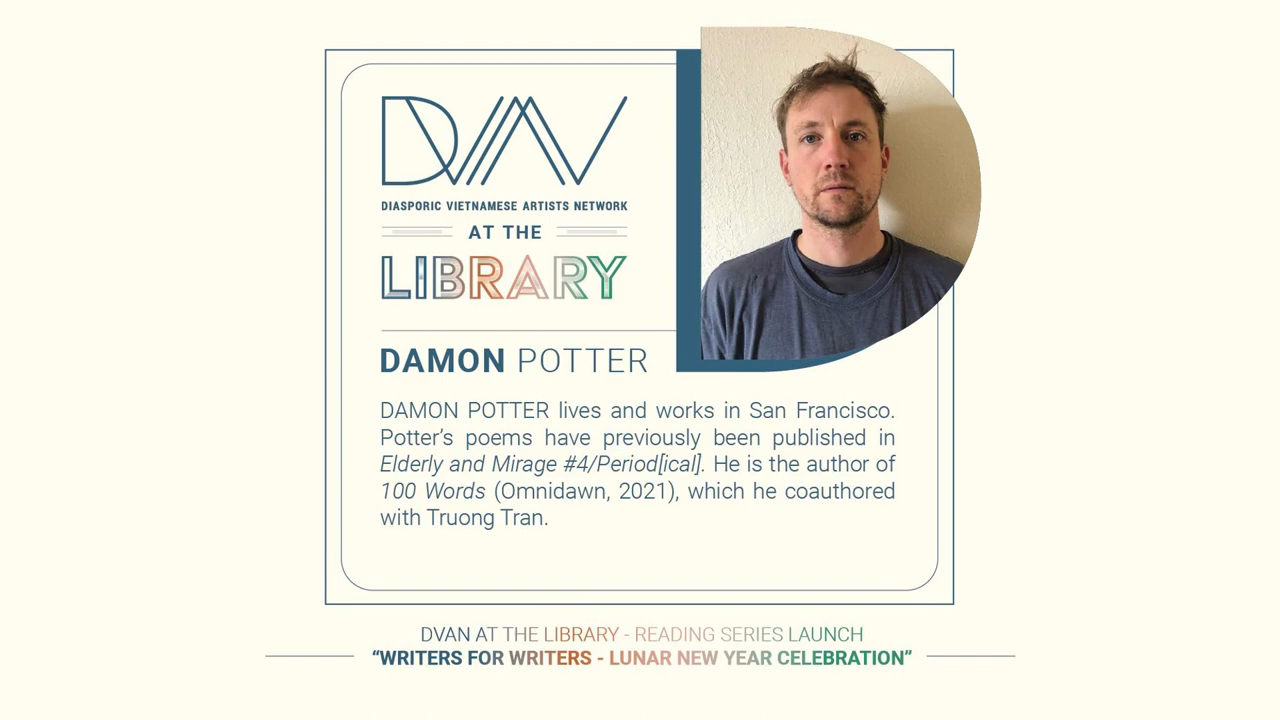 DVAN
DIASPORIC VIETNAMESE ARTISTS NETWORK
AT THE
LIBRARY
DAMON POTTER
DAMON POTTER lives and works in San Francisco.
Potter’s poems have previously been published in
Elderly and Mirage #4/Period[ical]. He is the author of
100 Words (Omnidawn, 2021), which he coauthored
with Truong Tran.
DVAN AT THE LIBRARY - READING SERIES LAUNCH
“WRITERS FOR WRITERS - LUNAR NEW YEAR CELEBRATION”